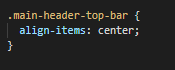 .main-header-top-bar {
  align-items: center;
}